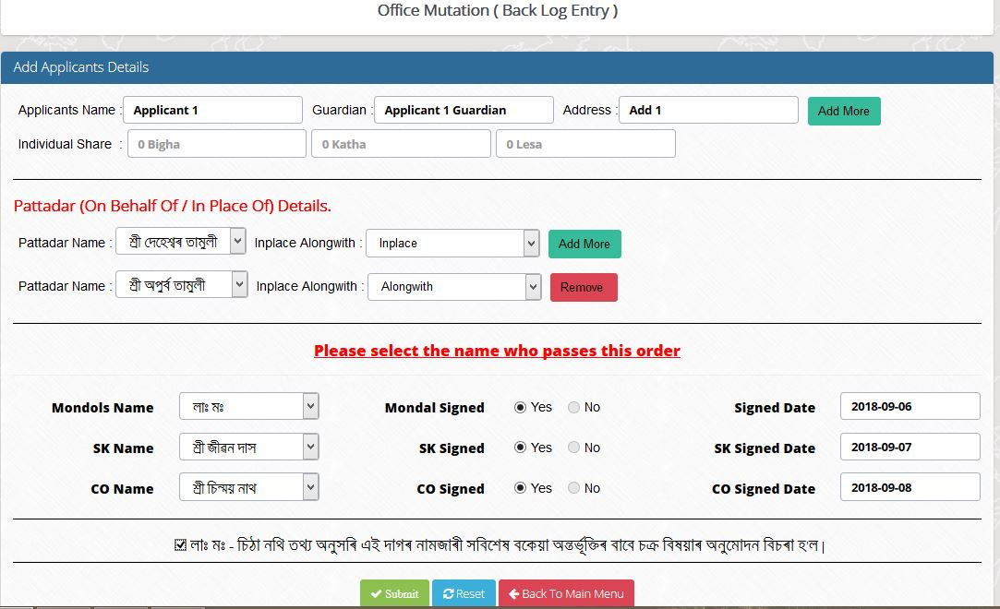 Office Mutation ( Back Log Entry )
Add Applicants Details
Applicants Name : Applicant 1 Guardian : Applicant 1 Guardian Address : Add 1 Add More
Individual Share : 0 Bigha 0 Katha 0 Lesa
Pattadar (On Behalf Of / In Place Of) Details.
Pattadar Name : শ্ৰী দেহেশ্বৰ তামুলী Inplace Alongwith : Inplace Add More
Pattadar Name : শ্ৰী অপুৰ্ব তামুলী Inplace Alongwith : Alongwith Remove
Please select the name who passes this order
Mondols Name লাঃ মঃ Mondal Signed Yes No Signed Date 2018-09-06
SK Name শ্ৰী জীৱন দাস SK Signed Yes No SK Signed Date 2018-09-07
CO Name শ্ৰী চিন্ময় নাথ CO Signed Yes No CO Signed Date 2018-09-08
লাঃ মঃ - চিঠা নথি তথ্য অনুসৰি এই দাগৰ নামজাৰী সবিশেষ বকেয়া অন্তৰ্ভূক্তিৰ বাবে চক্ৰ বিষয়াৰ অনুমোদন বিচৰা হ'ল |
Submit Reset Back To Main Menu